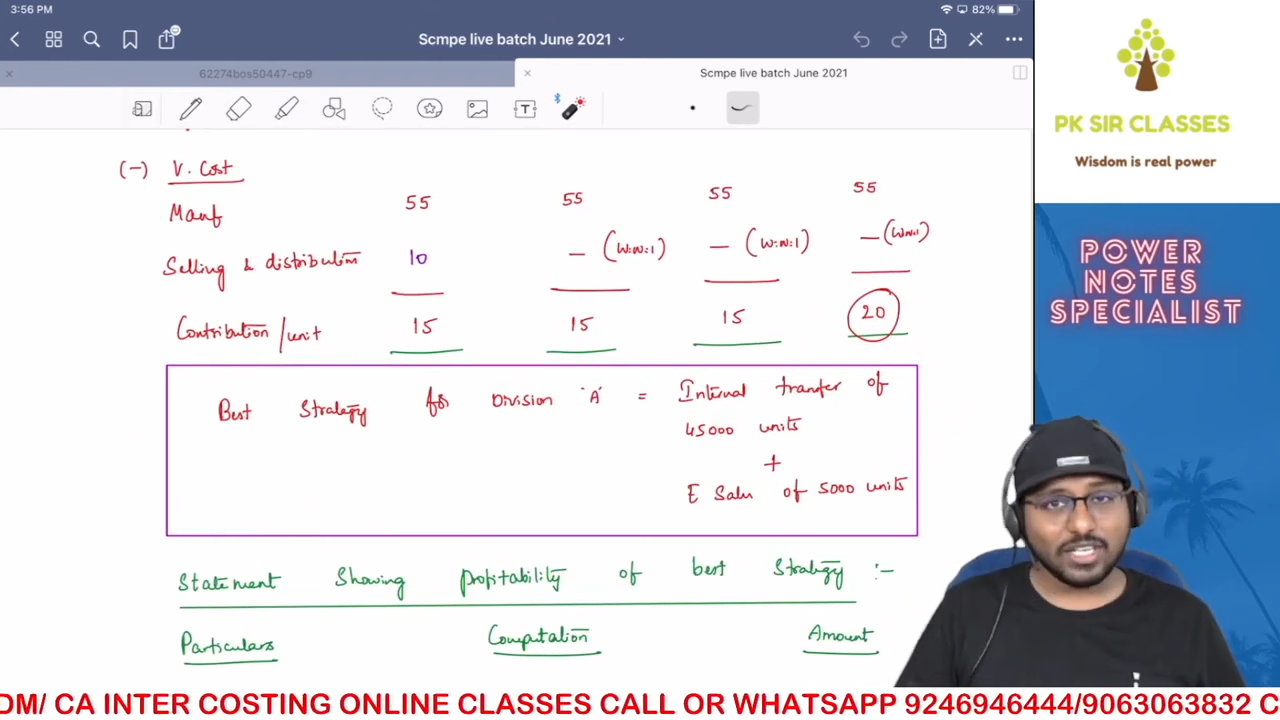 3:56 PM
82%
Scmpe live batch June 2021
62274bos50447-cp9
Scmpe live batch June 2021
PK SIR CLASSES
Wisdom is real power
POWER
NOTES
SPECIALIST
(-) V. Cost
Manf 55 55 55 55
Selling & distribution 10 — (W.N:1) — (W.N:1) — (W.N:1)
Contribution /unit 15 15 15 20
Best Strategy for Division 'A' = Internal transfer of
45000 units
+
E Sales of 5000 units
Statement Showing profitability of best Strategy :-
Particulars Computation Amount
DM/ CA INTER COSTING ONLINE CLASSES CALL OR WHATSAPP 9246946444/9063063832 C